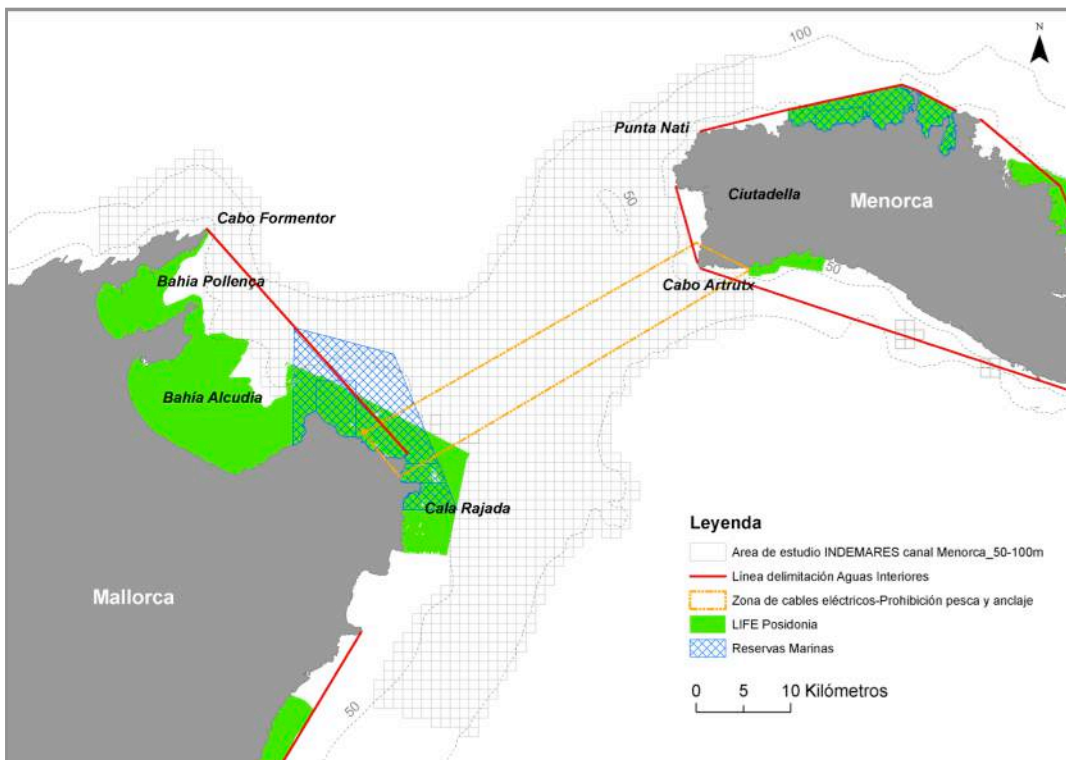 N
100
Punta Nati
50
Ciutadella
Menorca
Cabo Formentor
Bahia Pollença
Cabo Artrutx
50
Bahía Alcudia
Cala Rajada
Mallorca
50
Leyenda
Area de estudio INDEMARES canal Menorca_50-100m
Línea delimitación Aguas Interiores
Zona de cables eléctricos-Prohibición pesca y anclaje
LIFE Posidonia
Reservas Marinas
0 5 10 Kilómetros